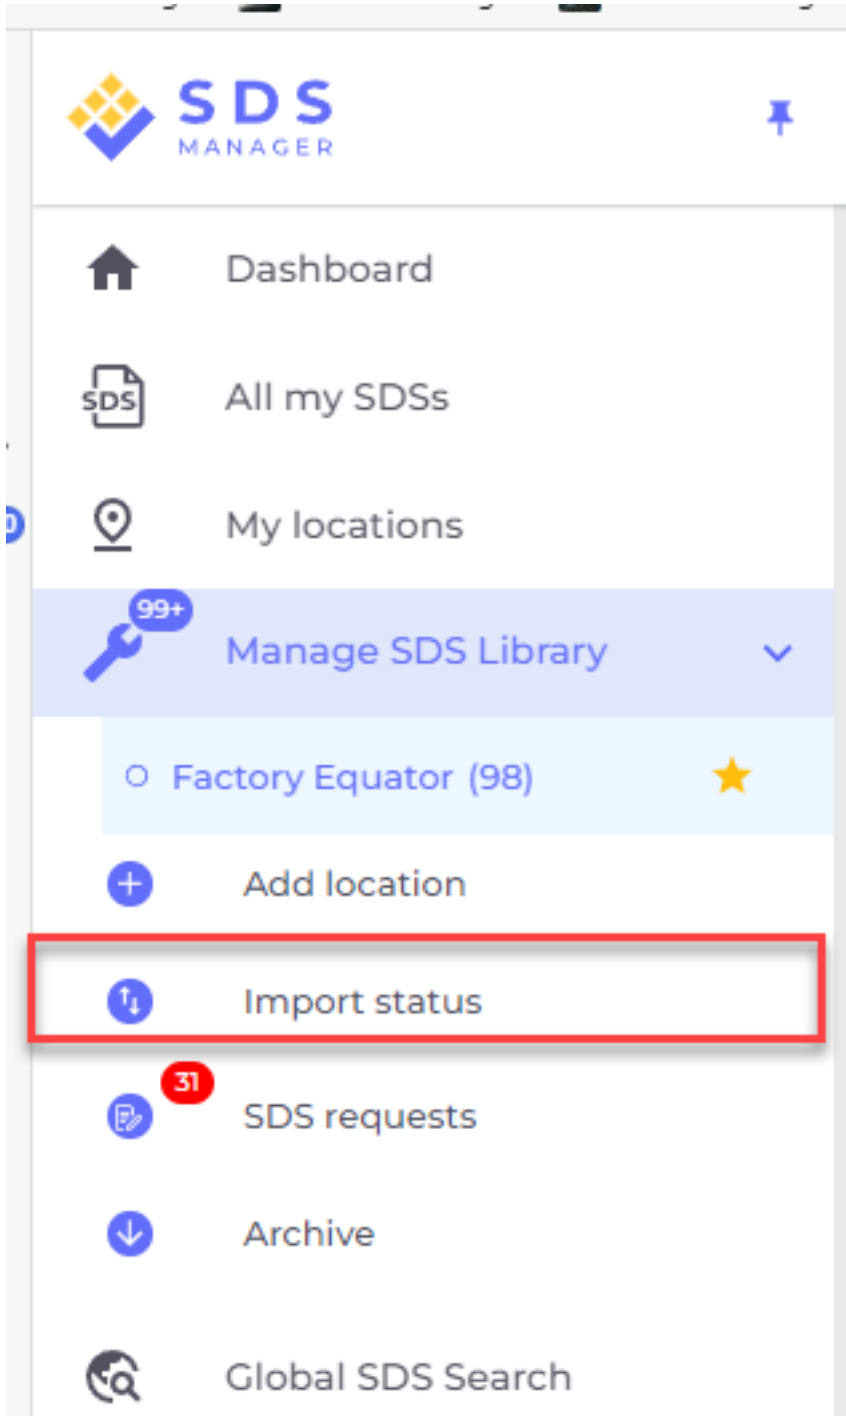 SDS
MANAGER
Dashboard
SDS
All my SDSs
My locations
99+
Manage SDS Library
Factory Equator (98)
Add location
Import status
31
SDS requests
Archive
Global SDS Search